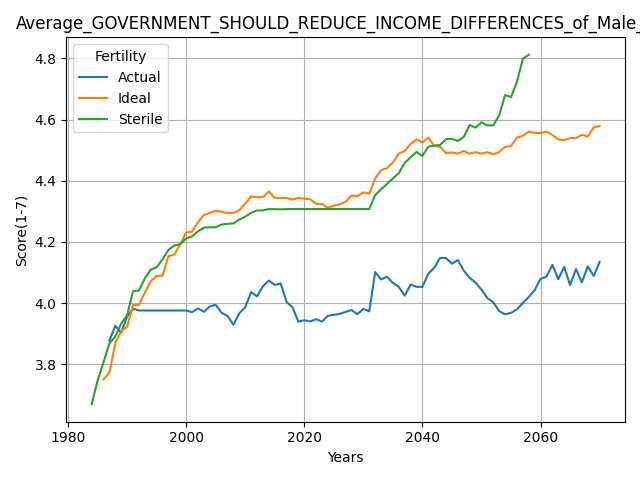 Average_GOVERNMENT_SHOULD_REDUCE_INCOME_DIFFERENCES_of_Male_
Fertility
Actual
Ideal
Sterile
Score(1-7)
4.8
4.6
4.4
4.2
4.0
3.8
1980 2000 2020 2040 2060
Years